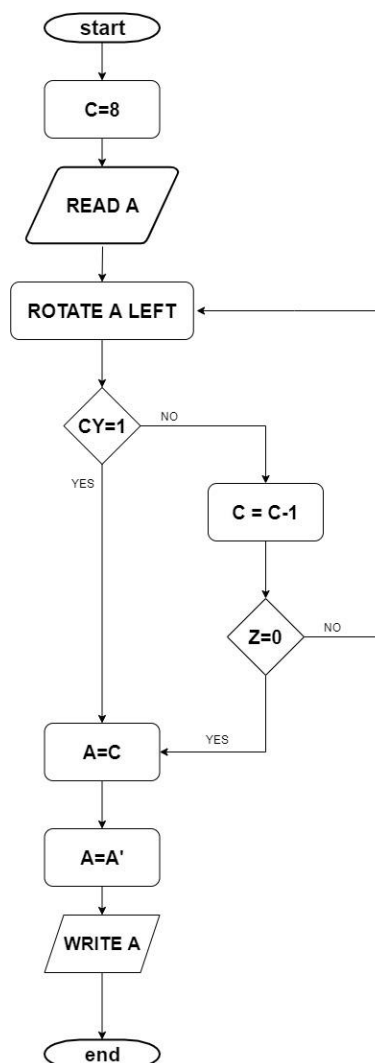 start
C=8
READ A
ROTATE A LEFT
CY=1
NO
YES
C = C-1
Z=0
NO
YES
A=C
A=A'
WRITE A
end